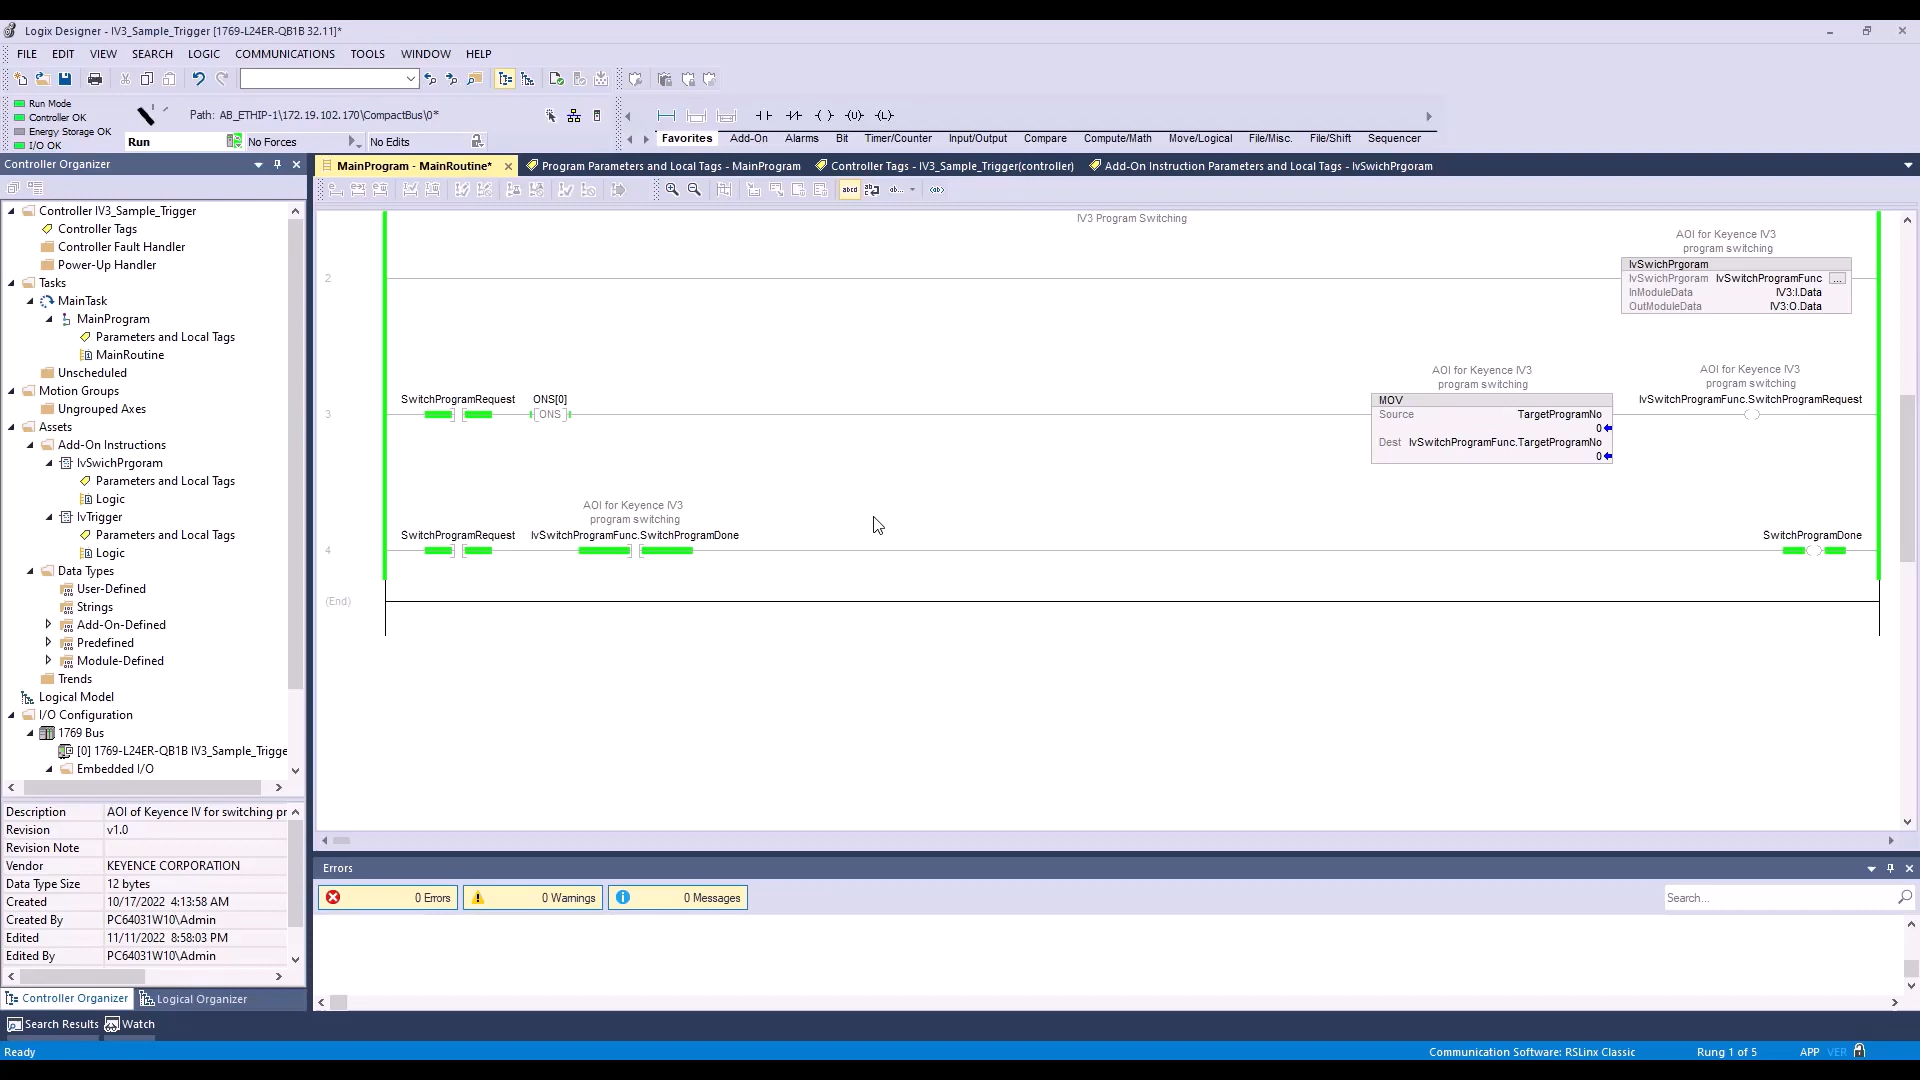 Logix Designer - IV3_Sample_Trigger [1769-L24ER-QB1B 32.11]*
FILE EDIT VIEW SEARCH LOGIC COMMUNICATIONS TOOLS WINDOW HELP
Run Mode
Controller OK
Energy Storage OK
I/O OK
Path: AB_ETHIP-1\172.19.102.170\CompactBus\0*
Run No Forces No Edits
Favorites Add-On Alarms Bit Timer/Counter Input/Output Compare Compute/Math Move/Logical File/Misc. File/Shift Sequencer
Controller Organizer
MainProgram - MainRoutine* Program Parameters and Local Tags - MainProgram Controller Tags - IV3_Sample_Trigger(controller) Add-On Instruction Parameters and Local Tags - IvSwichPrgoram
Controller IV3_Sample_Trigger
Controller Tags
Controller Fault Handler
Power-Up Handler
Tasks
MainTask
MainProgram
Parameters and Local Tags
MainRoutine
Unscheduled
Motion Groups
Ungrouped Axes
Assets
Add-On Instructions
IvSwichPrgoram
Parameters and Local Tags
Logic
IvTrigger
Parameters and Local Tags
Logic
Data Types
User-Defined
Strings
Add-On-Defined
Predefined
Module-Defined
Trends
Logical Model
I/O Configuration
1769 Bus
[0] 1769-L24ER-QB1B IV3_Sample_Trigge
Embedded I/O
Description AOI of Keyence IV for switching pr
Revision v1.0
Revision Note
Vendor KEYENCE CORPORATION
Data Type Size 12 bytes
Created 10/17/2022 4:13:58 AM
Created By PC64031W10\Admin
Edited 11/11/2022 8:58:03 PM
Edited By PC64031W10\Admin
Controller Organizer Logical Organizer
IV3 Program Switching
AOI for Keyence IV3
program switching
2
IvSwichPrgoram
IvSwichPrgoram IvSwitchProgramFunc ...
InModuleData IV3:I.Data
OutModuleData IV3:O.Data
AOI for Keyence IV3
program switching
AOI for Keyence IV3
program switching
3
SwitchProgramRequest ONS[0]
ONS
MOV
Source TargetProgramNo
0
Dest IvSwitchProgramFunc.TargetProgramNo
0
IvSwitchProgramFunc.SwitchProgramRequest
AOI for Keyence IV3
program switching
4
SwitchProgramRequest IvSwitchProgramFunc.SwitchProgramDone SwitchProgramDone
(End)
Errors
0 Errors 0 Warnings 0 Messages
Search...
Search Results Watch
Ready Communication Software: RSLinx Classic Rung 1 of 5 APP VER